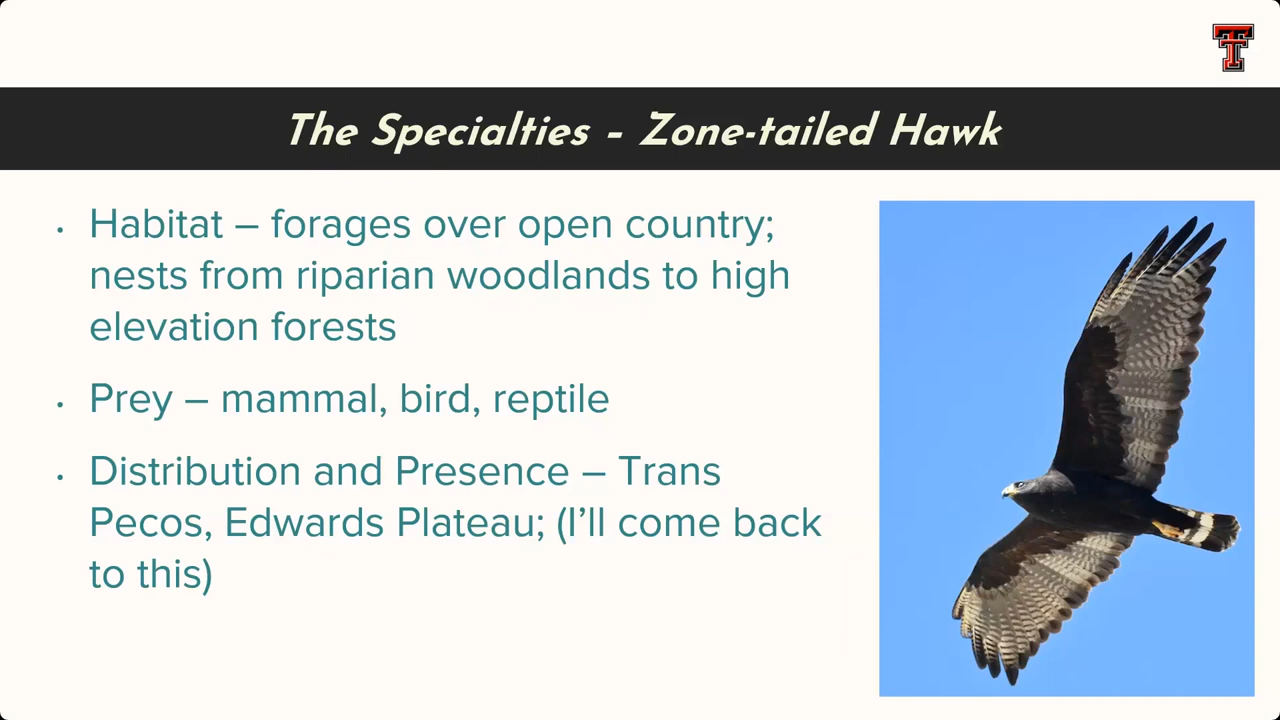 The Specialties – Zone-tailed Hawk
• Habitat – forages over open country;
nests from riparian woodlands to high
elevation forests
• Prey – mammal, bird, reptile
• Distribution and Presence – Trans
Pecos, Edwards Plateau; (I’ll come back
to this)